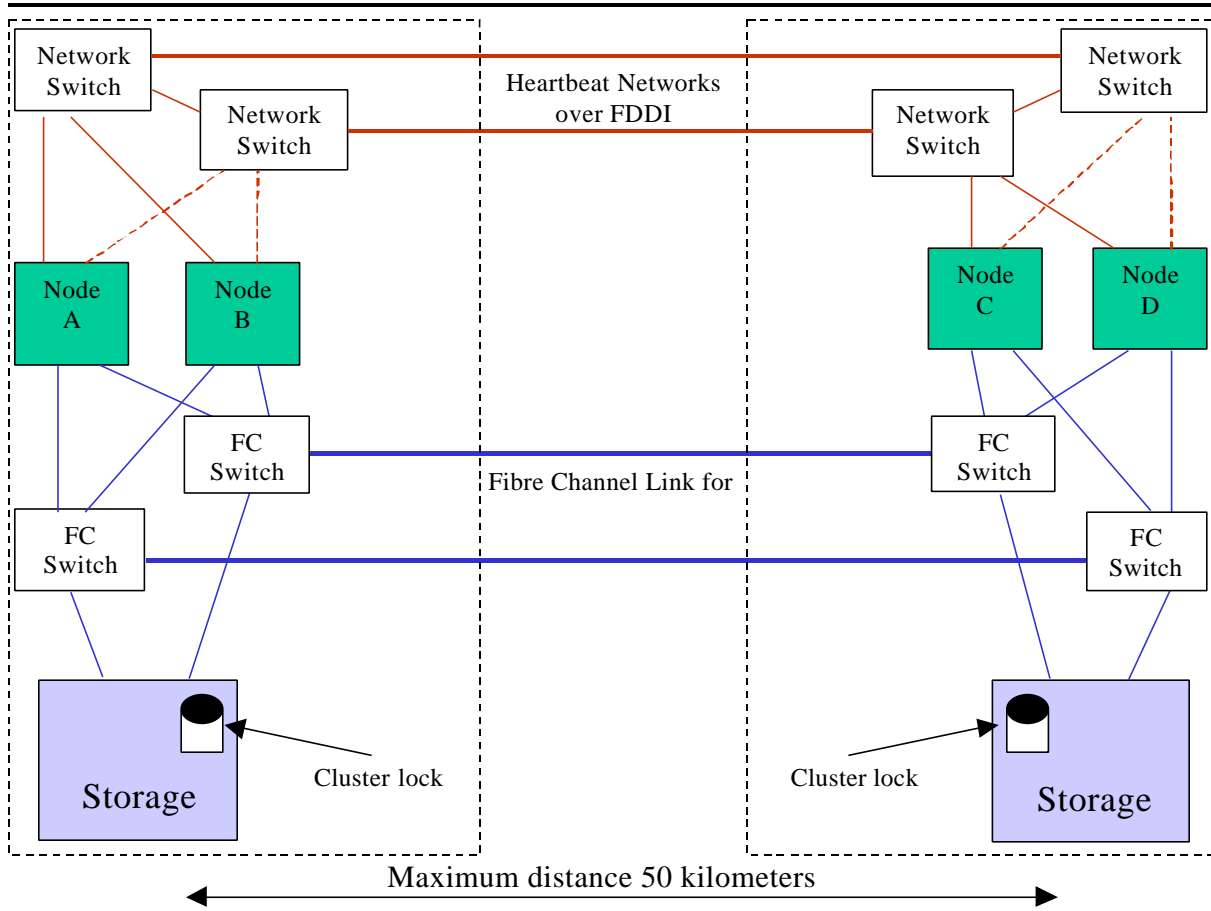 Network
Switch
Network
Switch
Heartbeat Networks
over FDDI
Network
Switch
Network
Switch
Node
A
Node
B
Node
C
Node
D
FC
Switch
FC
Switch
Fibre Channel Link for
FC
Switch
FC
Switch
Cluster lock
Storage
Cluster lock
Storage
Maximum distance 50 kilometers